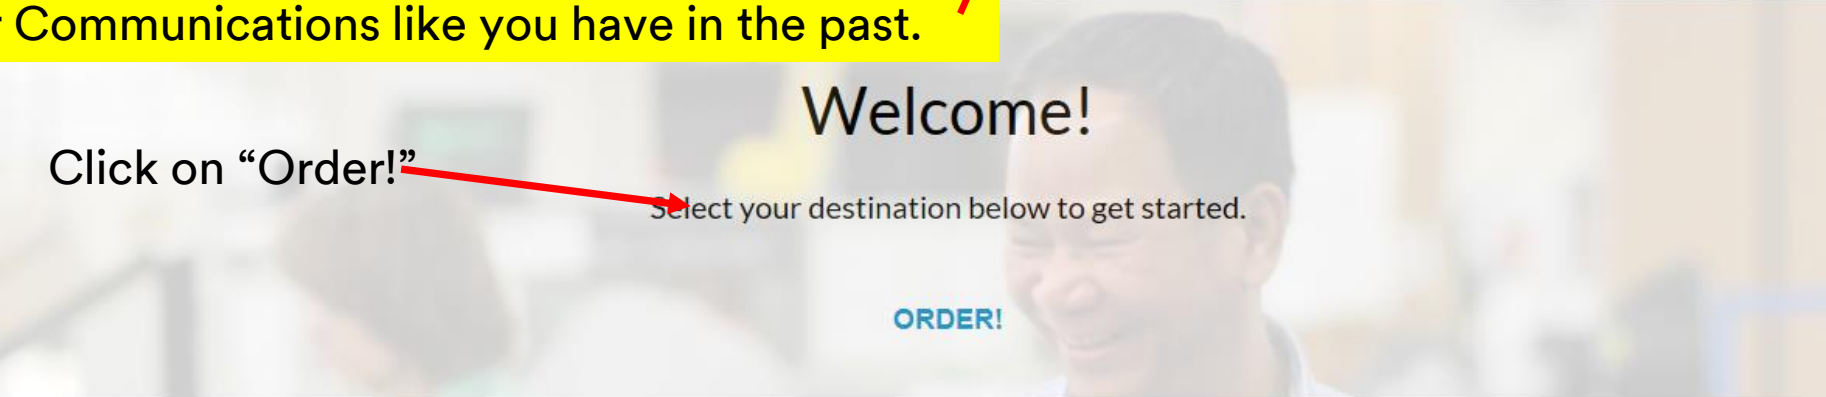 Communications like you have in the past.
Welcome!
Click on “Order!”
Select your destination below to get started.
ORDER!